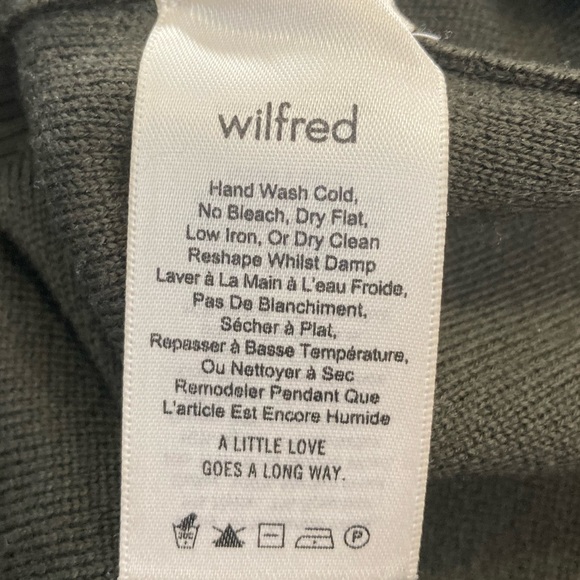 wilfred
Hand Wash Cold,
No Bleach, Dry Flat,
Low Iron, Or Dry Clean
Reshape Whilst Damp
Laver à La Main à L'eau Froide,
Pas De Blanchiment,
Sécher à Plat,
Repasser à Basse Température,
Ou Nettoyer à Sec
Remodeler Pendant Que
L'article Est Encore Humide
A LITTLE LOVE
GOES A LONG WAY.
30C P